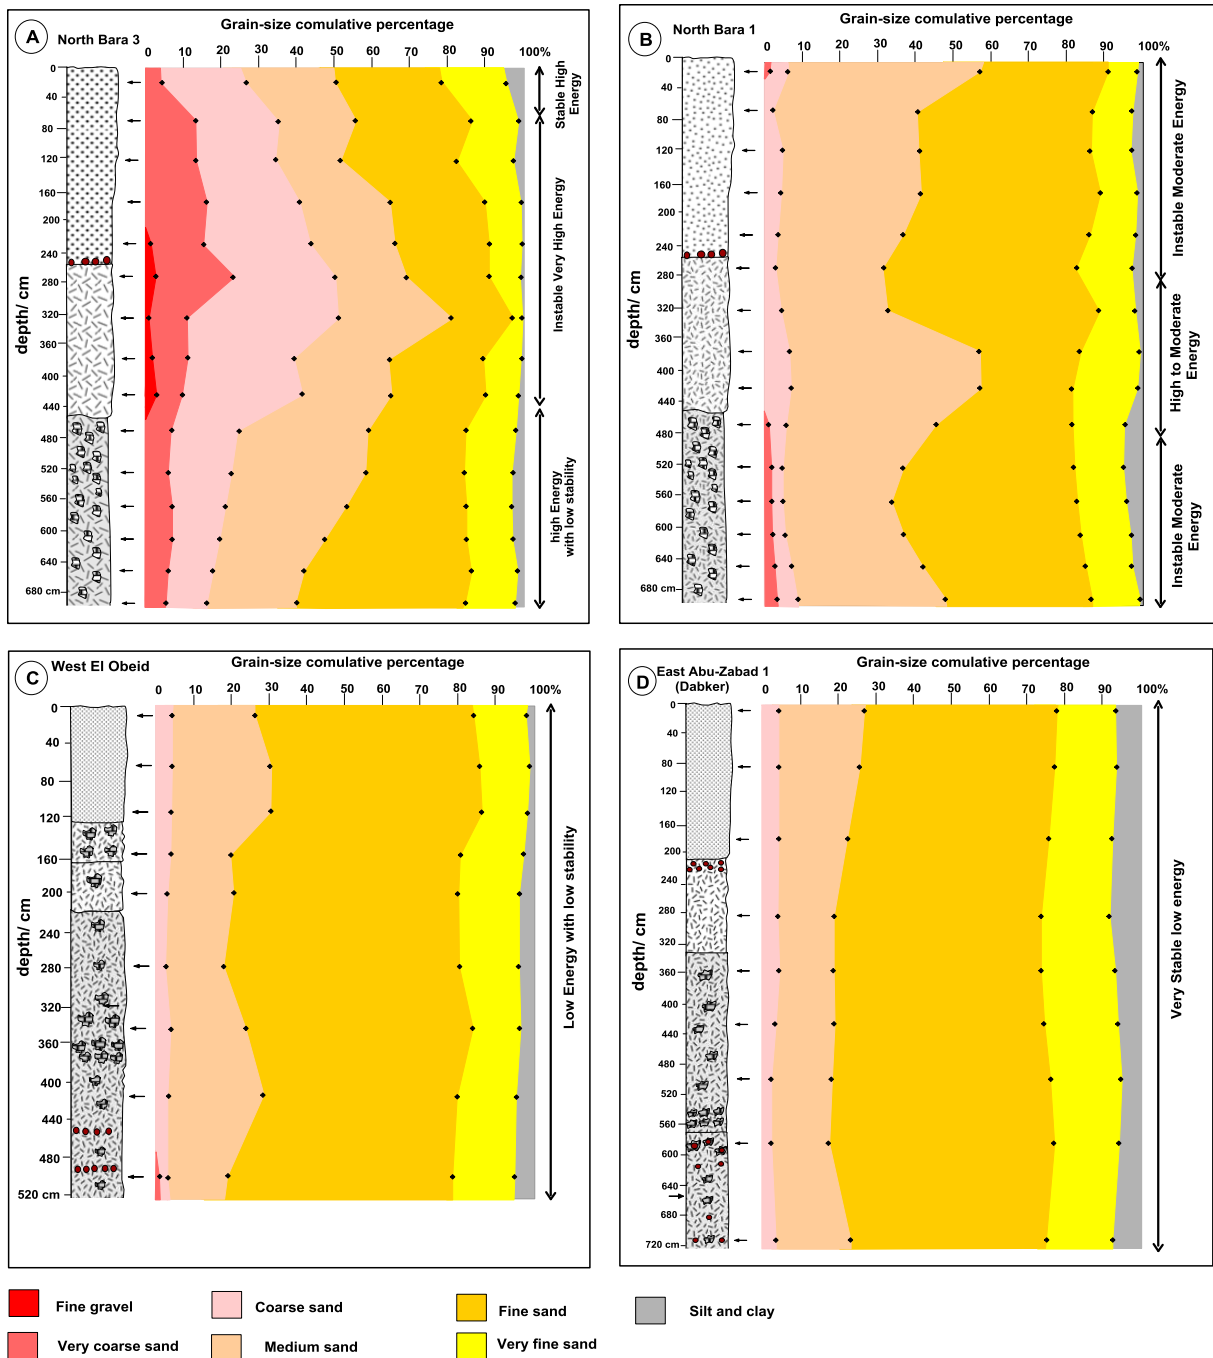 A
North Bara 3
Grain-size comulative percentage
0 10 20 30 40 50 60 70 80 90 100%
depth/ cm
0
40
80
120
160
200
240
280
320
360
400
440
480
520
560
600
640
680 cm
Stable High
Energy
Instable Very High Energy
high Energy
with low stability
B
North Bara 1
Grain-size comulative percentage
0 10 20 30 40 50 60 70 80 90 100%
depth/ cm
0
40
80
120
160
200
240
280
320
360
400
440
480
520
560
600
640
680 cm
Instable Moderate Energy
High to Moderate
Energy
Instable Moderate
Energy
C
West El Obeid
Grain-size comulative percentage
0 10 20 30 40 50 60 70 80 90 100%
depth/ cm
0
40
80
120
160
200
240
280
320
360
400
440
480
520 cm
Low Energy with low stability
D
East Abu-Zabad 1
(Dabker)
Grain-size comulative percentage
0 10 20 30 40 50 60 70 80 90 100%
depth/ cm
0
40
80
120
200
240
280
320
360
400
440
480
520
560
600
640
680
720 cm
Very Stable low energy
Fine gravel
Coarse sand
Fine sand
Silt and clay
Very coarse sand
Medium sand
Very fine sand